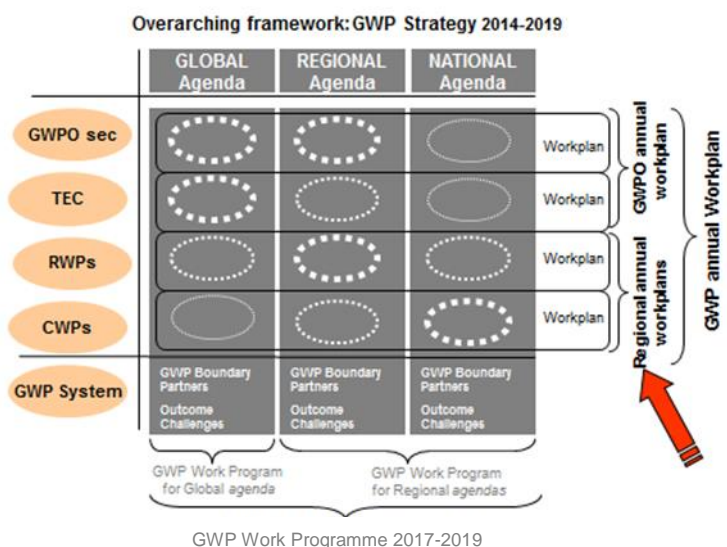 Overarching framework: GWP Strategy 2014-2019
GLOBAL
Agenda
REGIONAL
Agenda
NATIONAL
Agenda
GWPO sec
Workplan
TEC
Workplan
RWPs
Workplan
CWPs
Workplan
GWPO annual
workplan
Regional annual
workplans
GWP annual Workplan
GWP System
GWP Boundary
Partners
Outcome
Challenges
GWP Boundary
Partners
Outcome
Challenges
GWP Boundary
Partners
Outcome
Challenges
GWP Work Program
for Global agenda
GWP Work Program
for Regional agendas
GWP Work Programme 2017-2019